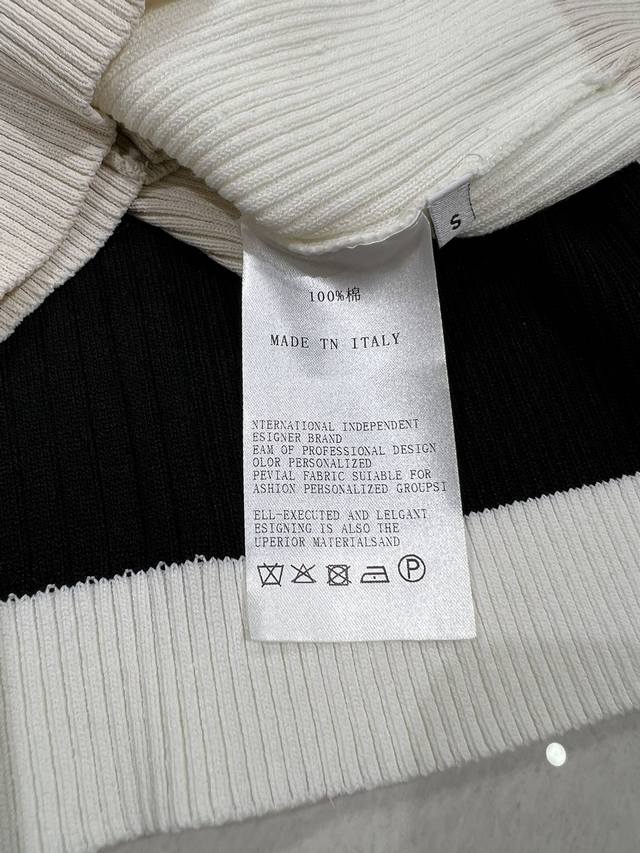 S
100%棉
MADE TN ITALY
NTERNATIONAL INDEPENDENT
ESIGNER BRAND
EAM OF PROFESSIONAL DESIGN
OLOR PERSONALIZED
PEVIAL FABRIC SUIABLE FOR
ASHION PEHSONALIZED GROUPSI
ELL-EXECUTED AND LELGANT
ESIGNING IS ALSO THE
UPERIOR MATERIALSAND
P